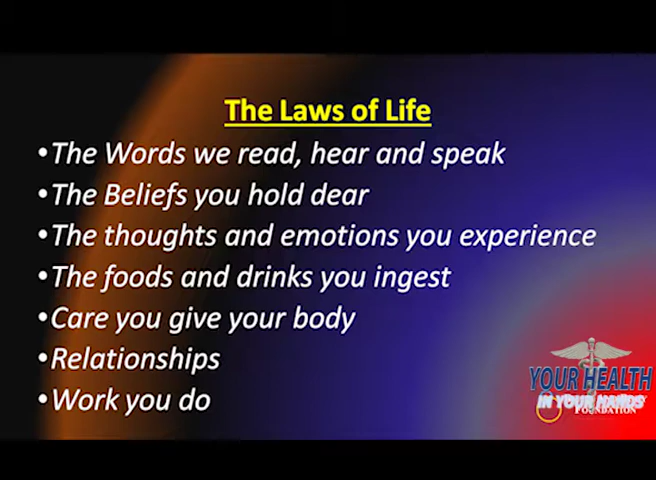 The Laws of Life
•The Words we read, hear and speak
•The Beliefs you hold dear
•The thoughts and emotions you experience
•The foods and drinks you ingest
•Care you give your body
•Relationships
•Work you do
YOUR HEALTH
IN YOUR HANDS
FOUNDATION